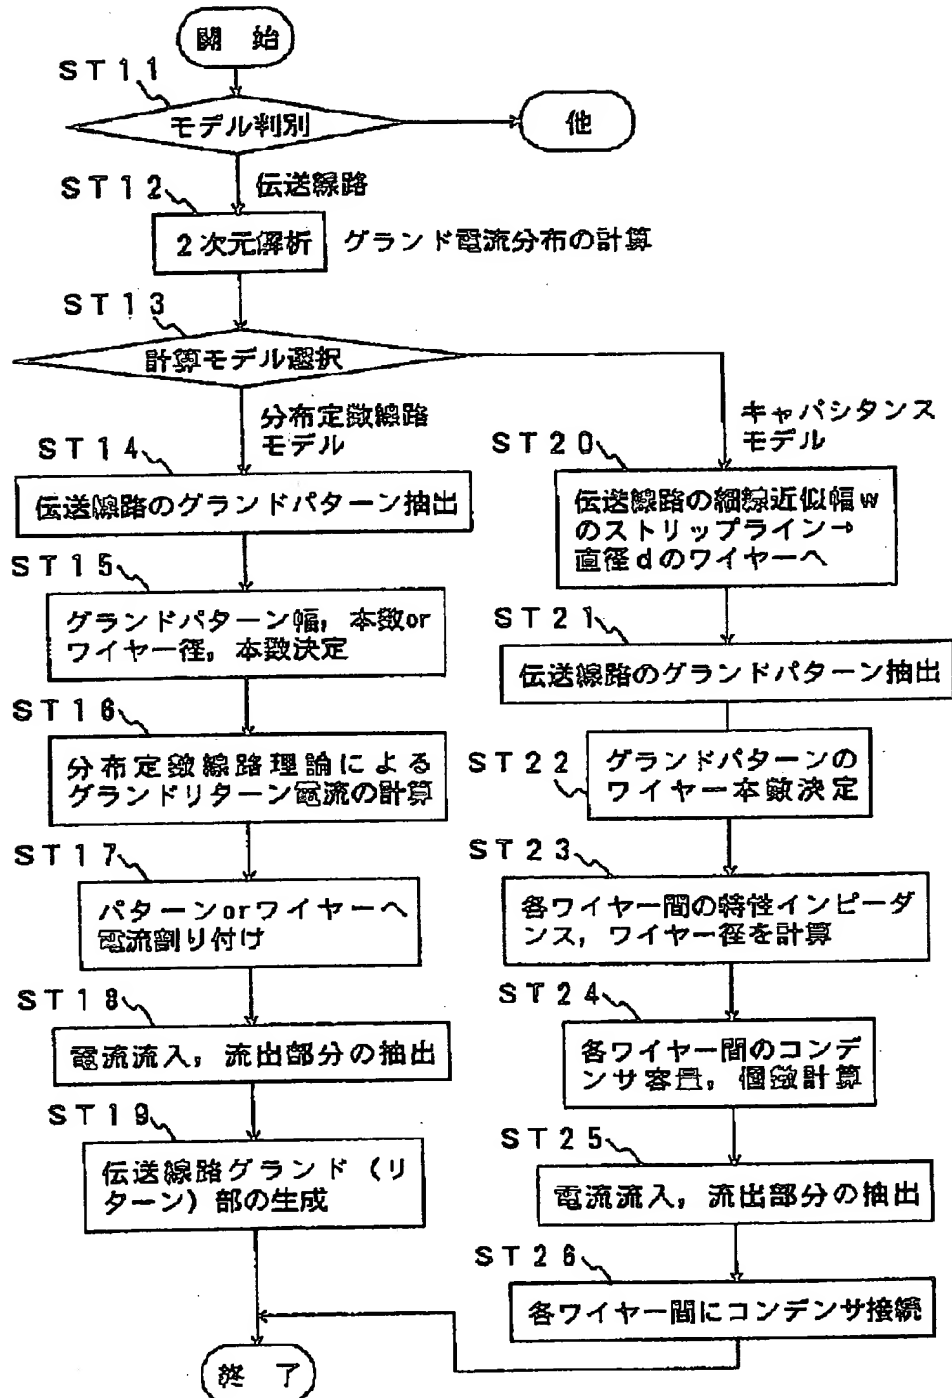 開 始
ST11
モデル判別
他
ST12
伝送線路
2次元解析
グランド電流分布の計算
ST13
計算モデル選択
分布定数線路
モデル
キャパシタンス
モデル
ST14
伝送線路のグランドパターン抽出
ST15
グランドパターン幅,本数or
ワイヤー径,本数決定
ST16
分布定数線路理論による
グランドリターン電流の計算
ST17
パターンorワイヤーへ
電流割り付け
ST18
電流流入,流出部分の抽出
ST19
伝送線路グランド(リ
ターン)部の生成
ST20
伝送線路の細線近似幅w
のストリップライン→
直径dのワイヤーへ
ST21
伝送線路のグランドパターン抽出
ST22
グランドパターンの
ワイヤー本数決定
ST23
各ワイヤー間の特性インピーダ
ンス,ワイヤー径を計算
ST24
各ワイヤー間のコンデン
サ容量,個数計算
ST25
電流流入,流出部分の抽出
ST26
各ワイヤー間にコンデンサ接続
終 了